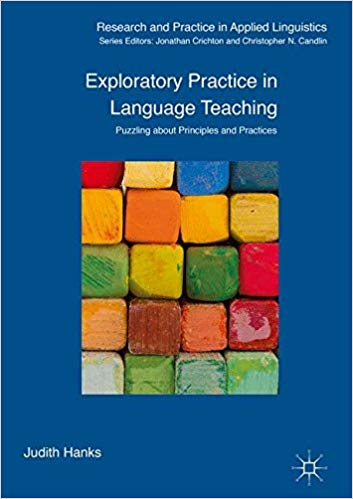 Research and Practice in Applied Linguistics
Series Editors: Jonathan Crichton and Christopher N. Candlin
Exploratory Practice in
Language Teaching
Puzzling about Principles and Practices
Judith Hanks